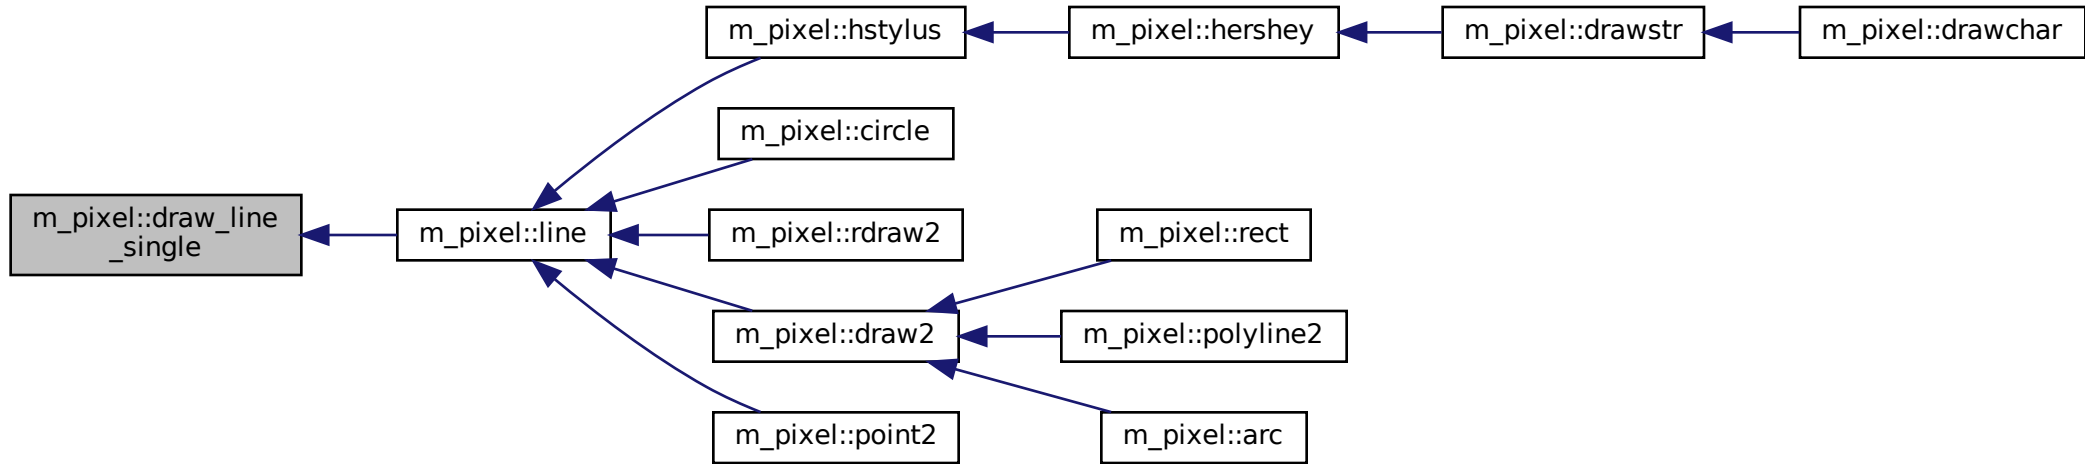 m_pixel::hstylus
m_pixel::hershey
m_pixel::drawstr
m_pixel::drawchar
m_pixel::circle
m_pixel::draw_line
_single
m_pixel::line
m_pixel::rdraw2
m_pixel::rect
m_pixel::draw2
m_pixel::polyline2
m_pixel::point2
m_pixel::arc